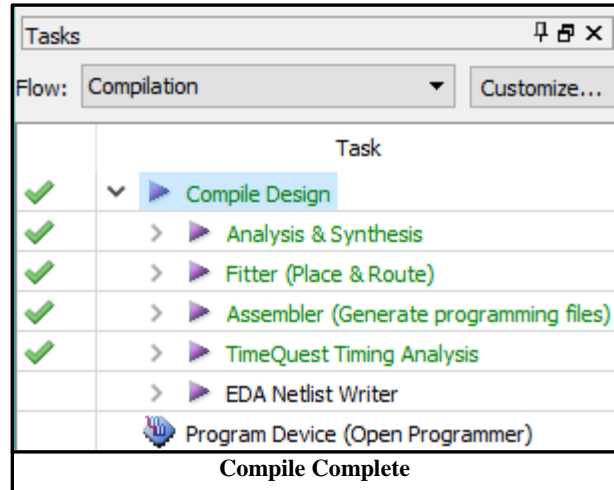 Tasks
Flow: Compilation Customize...
Task
Compile Design
Analysis & Synthesis
Fitter (Place & Route)
Assembler (Generate programming files)
TimeQuest Timing Analysis
EDA Netlist Writer
Program Device (Open Programmer)
Compile Complete